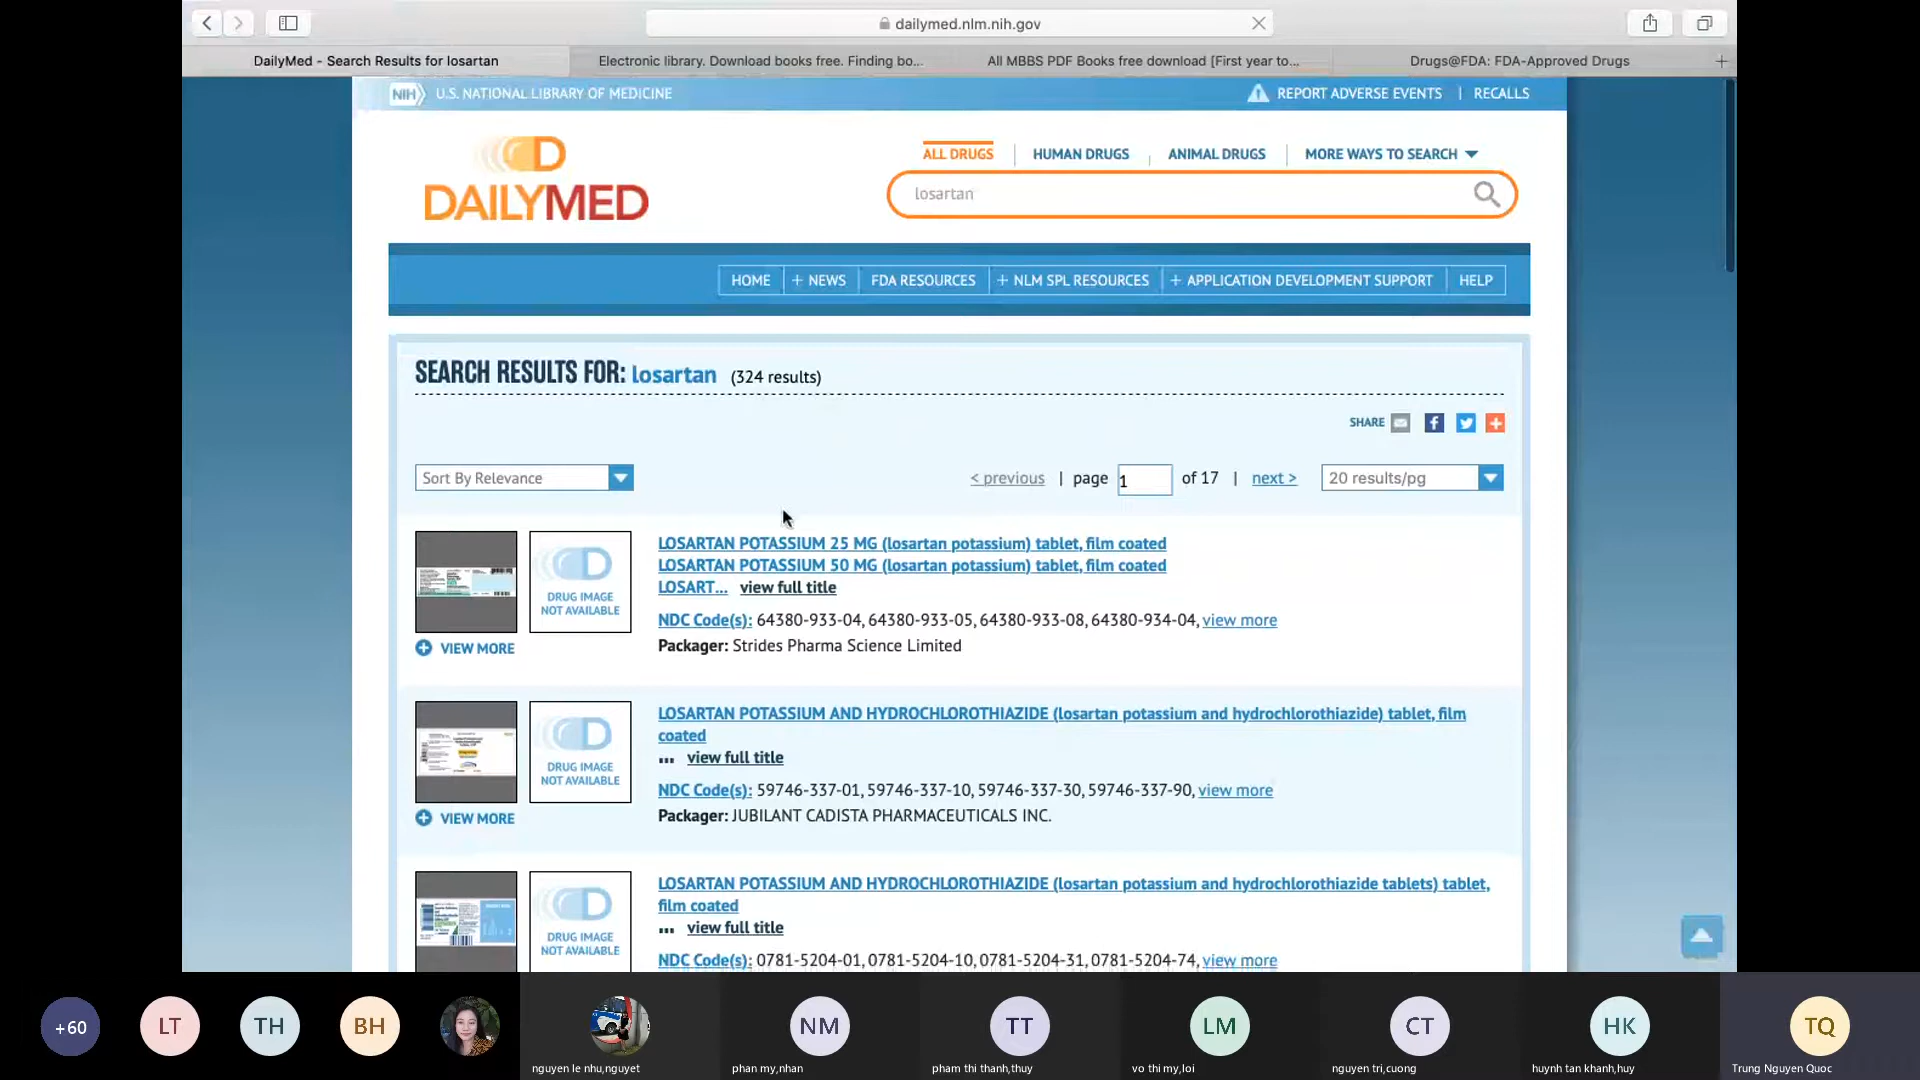 dailymed.nlm.nih.gov
DailyMed - Search Results for losartan
Electronic library. Download books free. Finding bo...
All MBBS PDF Books free download [First year to...
Drugs@FDA: FDA-Approved Drugs
NIH U.S. NATIONAL LIBRARY OF MEDICINE
REPORT ADVERSE EVENTS | RECALLS
ALL DRUGS
HUMAN DRUGS
ANIMAL DRUGS
MORE WAYS TO SEARCH
D
DAILYMED
losartan
HOME
+ NEWS
FDA RESOURCES
+ NLM SPL RESOURCES
+ APPLICATION DEVELOPMENT SUPPORT
HELP
SEARCH RESULTS FOR: losartan (324 results)
SHARE
Sort By Relevance
< previous | page 1 of 17 | next >
20 results/pg
LOSARTAN POTASSIUM 25 MG (losartan potassium) tablet, film coated
LOSARTAN POTASSIUM 50 MG (losartan potassium) tablet, film coated
LOSART... view full title
D
DRUG IMAGE
NOT AVAILABLE
NDC Code(s): 64380-933-04, 64380-933-05, 64380-933-08, 64380-934-04, view more
Packager: Strides Pharma Science Limited
VIEW MORE
LOSARTAN POTASSIUM AND HYDROCHLOROTHIAZIDE (losartan potassium and hydrochlorothiazide) tablet, film
coated
... view full title
D
DRUG IMAGE
NOT AVAILABLE
NDC Code(s): 59746-337-01, 59746-337-10, 59746-337-30, 59746-337-90, view more
Packager: JUBILANT CADISTA PHARMACEUTICALS INC.
VIEW MORE
LOSARTAN POTASSIUM AND HYDROCHLOROTHIAZIDE (losartan potassium and hydrochlorothiazide tablets) tablet,
film coated
... view full title
D
DRUG IMAGE
NOT AVAILABLE
NDC Code(s): 0781-5204-01, 0781-5204-10, 0781-5204-31, 0781-5204-74, view more
+60
LT
TH
BH
nguyen le nhu,nguyet
NM
phan my,nhan
TT
pham thi thanh,thuy
LM
vo thi my,loi
CT
nguyen tri,cuong
HK
huynh tan khanh,huy
TQ
Trung Nguyen Quoc